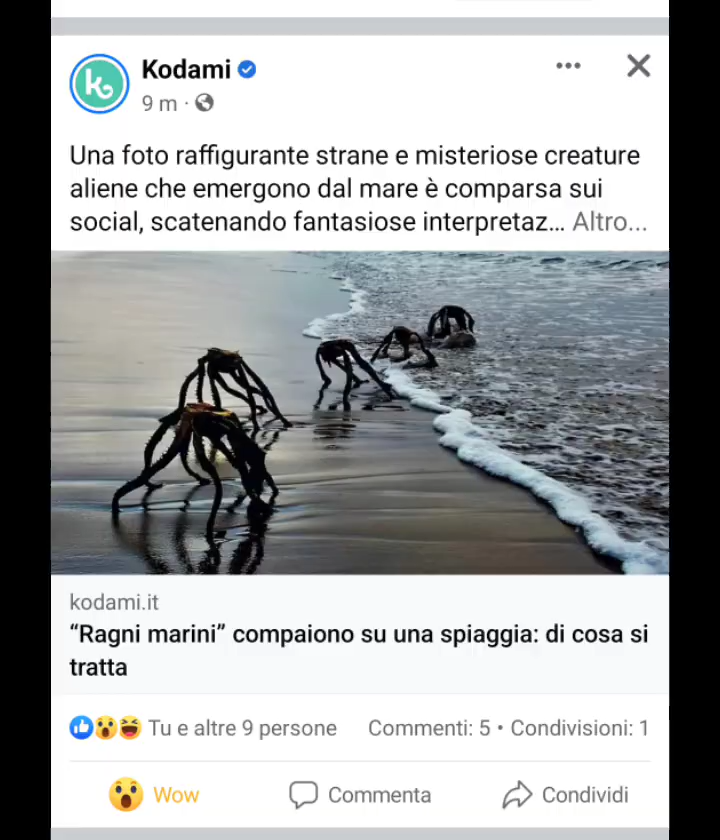 Kodami
9 m ·
Una foto raffigurante strane e misteriose creature
aliene che emergono dal mare è comparsa sui
social, scatenando fantasiose interpretaz... Altro...
kodami.it
“Ragni marini” compaiono su una spiaggia: di cosa si
tratta
Tu e altre 9 persone Commenti: 5 • Condivisioni: 1
Wow Commenta Condividi